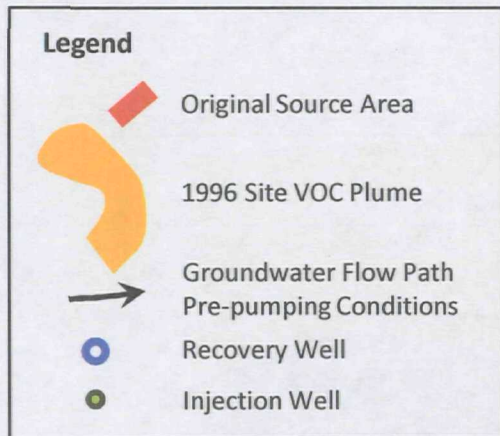 Legend
Original Source Area
1996 Site VOC Plume
Groundwater Flow Path
Pre-pumping Conditions
Recovery Well
Injection Well